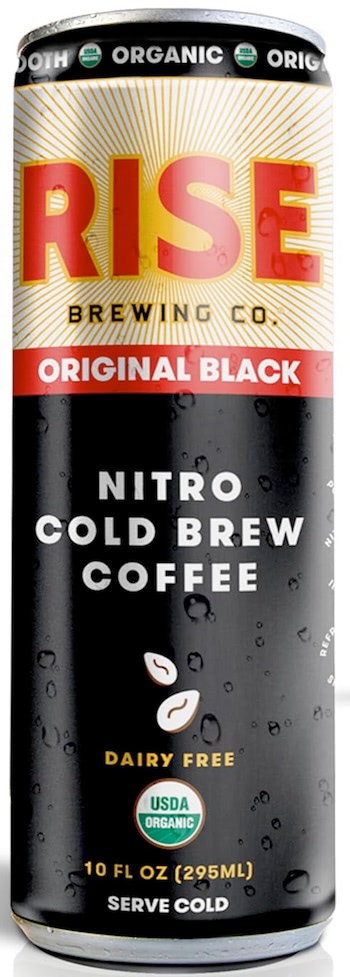 OOTH USDA ORGANIC ORGANIC USDA ORGANIC ORIG
RISE
BREWING CO.
ORIGINAL BLACK
NITRO
COLD BREW
COFFEE
DAIRY FREE
USDA
ORGANIC
10 FL OZ (295ML)
SERVE COLD